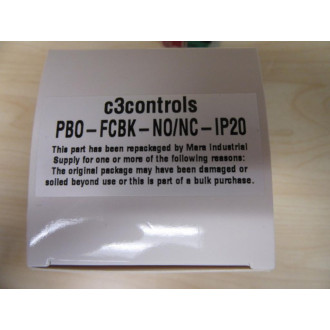 c3controls
PBO-FCBK-NO/NC-IP20
This part has been repackaged by Mara Industrial
Supply for one or more of the following reasons:
The original package may have been damaged or
soiled beyond use or this is part of a bulk purchase.